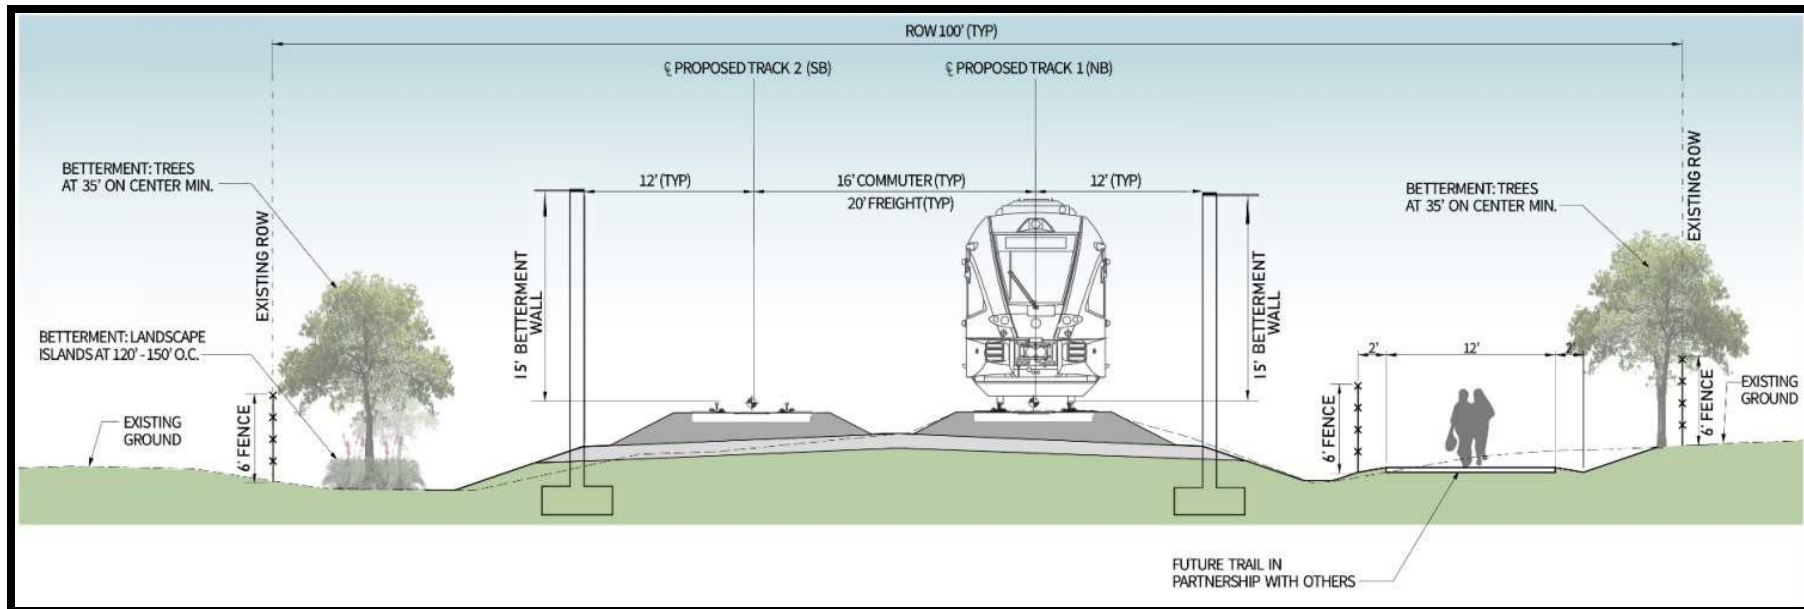 ROW 100' (TYP)
℄ PROPOSED TRACK 2 (SB)
℄ PROPOSED TRACK 1 (NB)
BETTERMENT: TREES
AT 35' ON CENTER MIN.
EXISTING ROW
12' (TYP)
16' COMMUTER (TYP)
20' FREIGHT (TYP)
12' (TYP)
BETTERMENT: TREES
AT 35' ON CENTER MIN.
EXISTING ROW
15' BETTERMENT
WALL
15' BETTERMENT
WALL
BETTERMENT: LANDSCAPE
ISLANDS AT 120' - 150' O.C.
2'
12'
2'
EXISTING
GROUND
6' FENCE
6' FENCE
6' FENCE
EXISTING
GROUND
FUTURE TRAIL IN
PARTNERSHIP WITH OTHERS